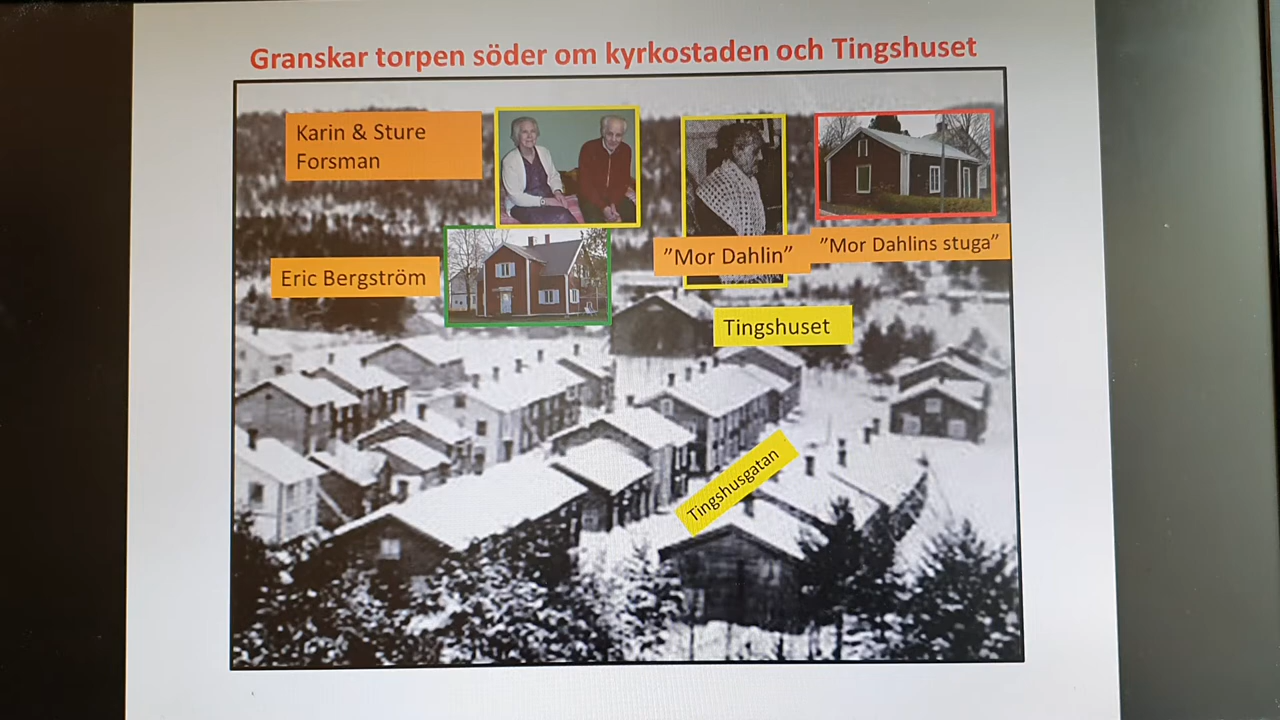 Granskar torpen söder om kyrkostaden och Tingshuset
Karin & Sture
Forsman
Eric Bergström
”Mor Dahlin”
”Mor Dahlins stuga”
Tingshuset
Tingshusgatan